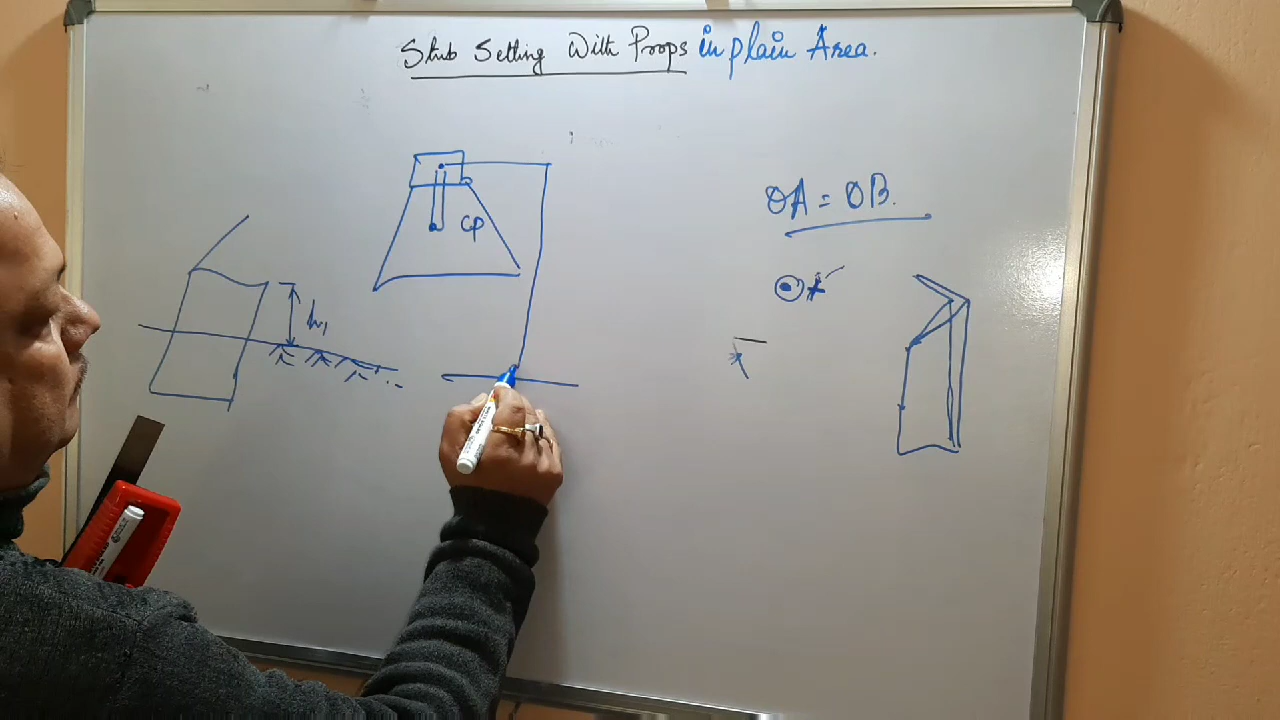 Stub Setting With Props in plain Area.
OA = OB.
CP
h1